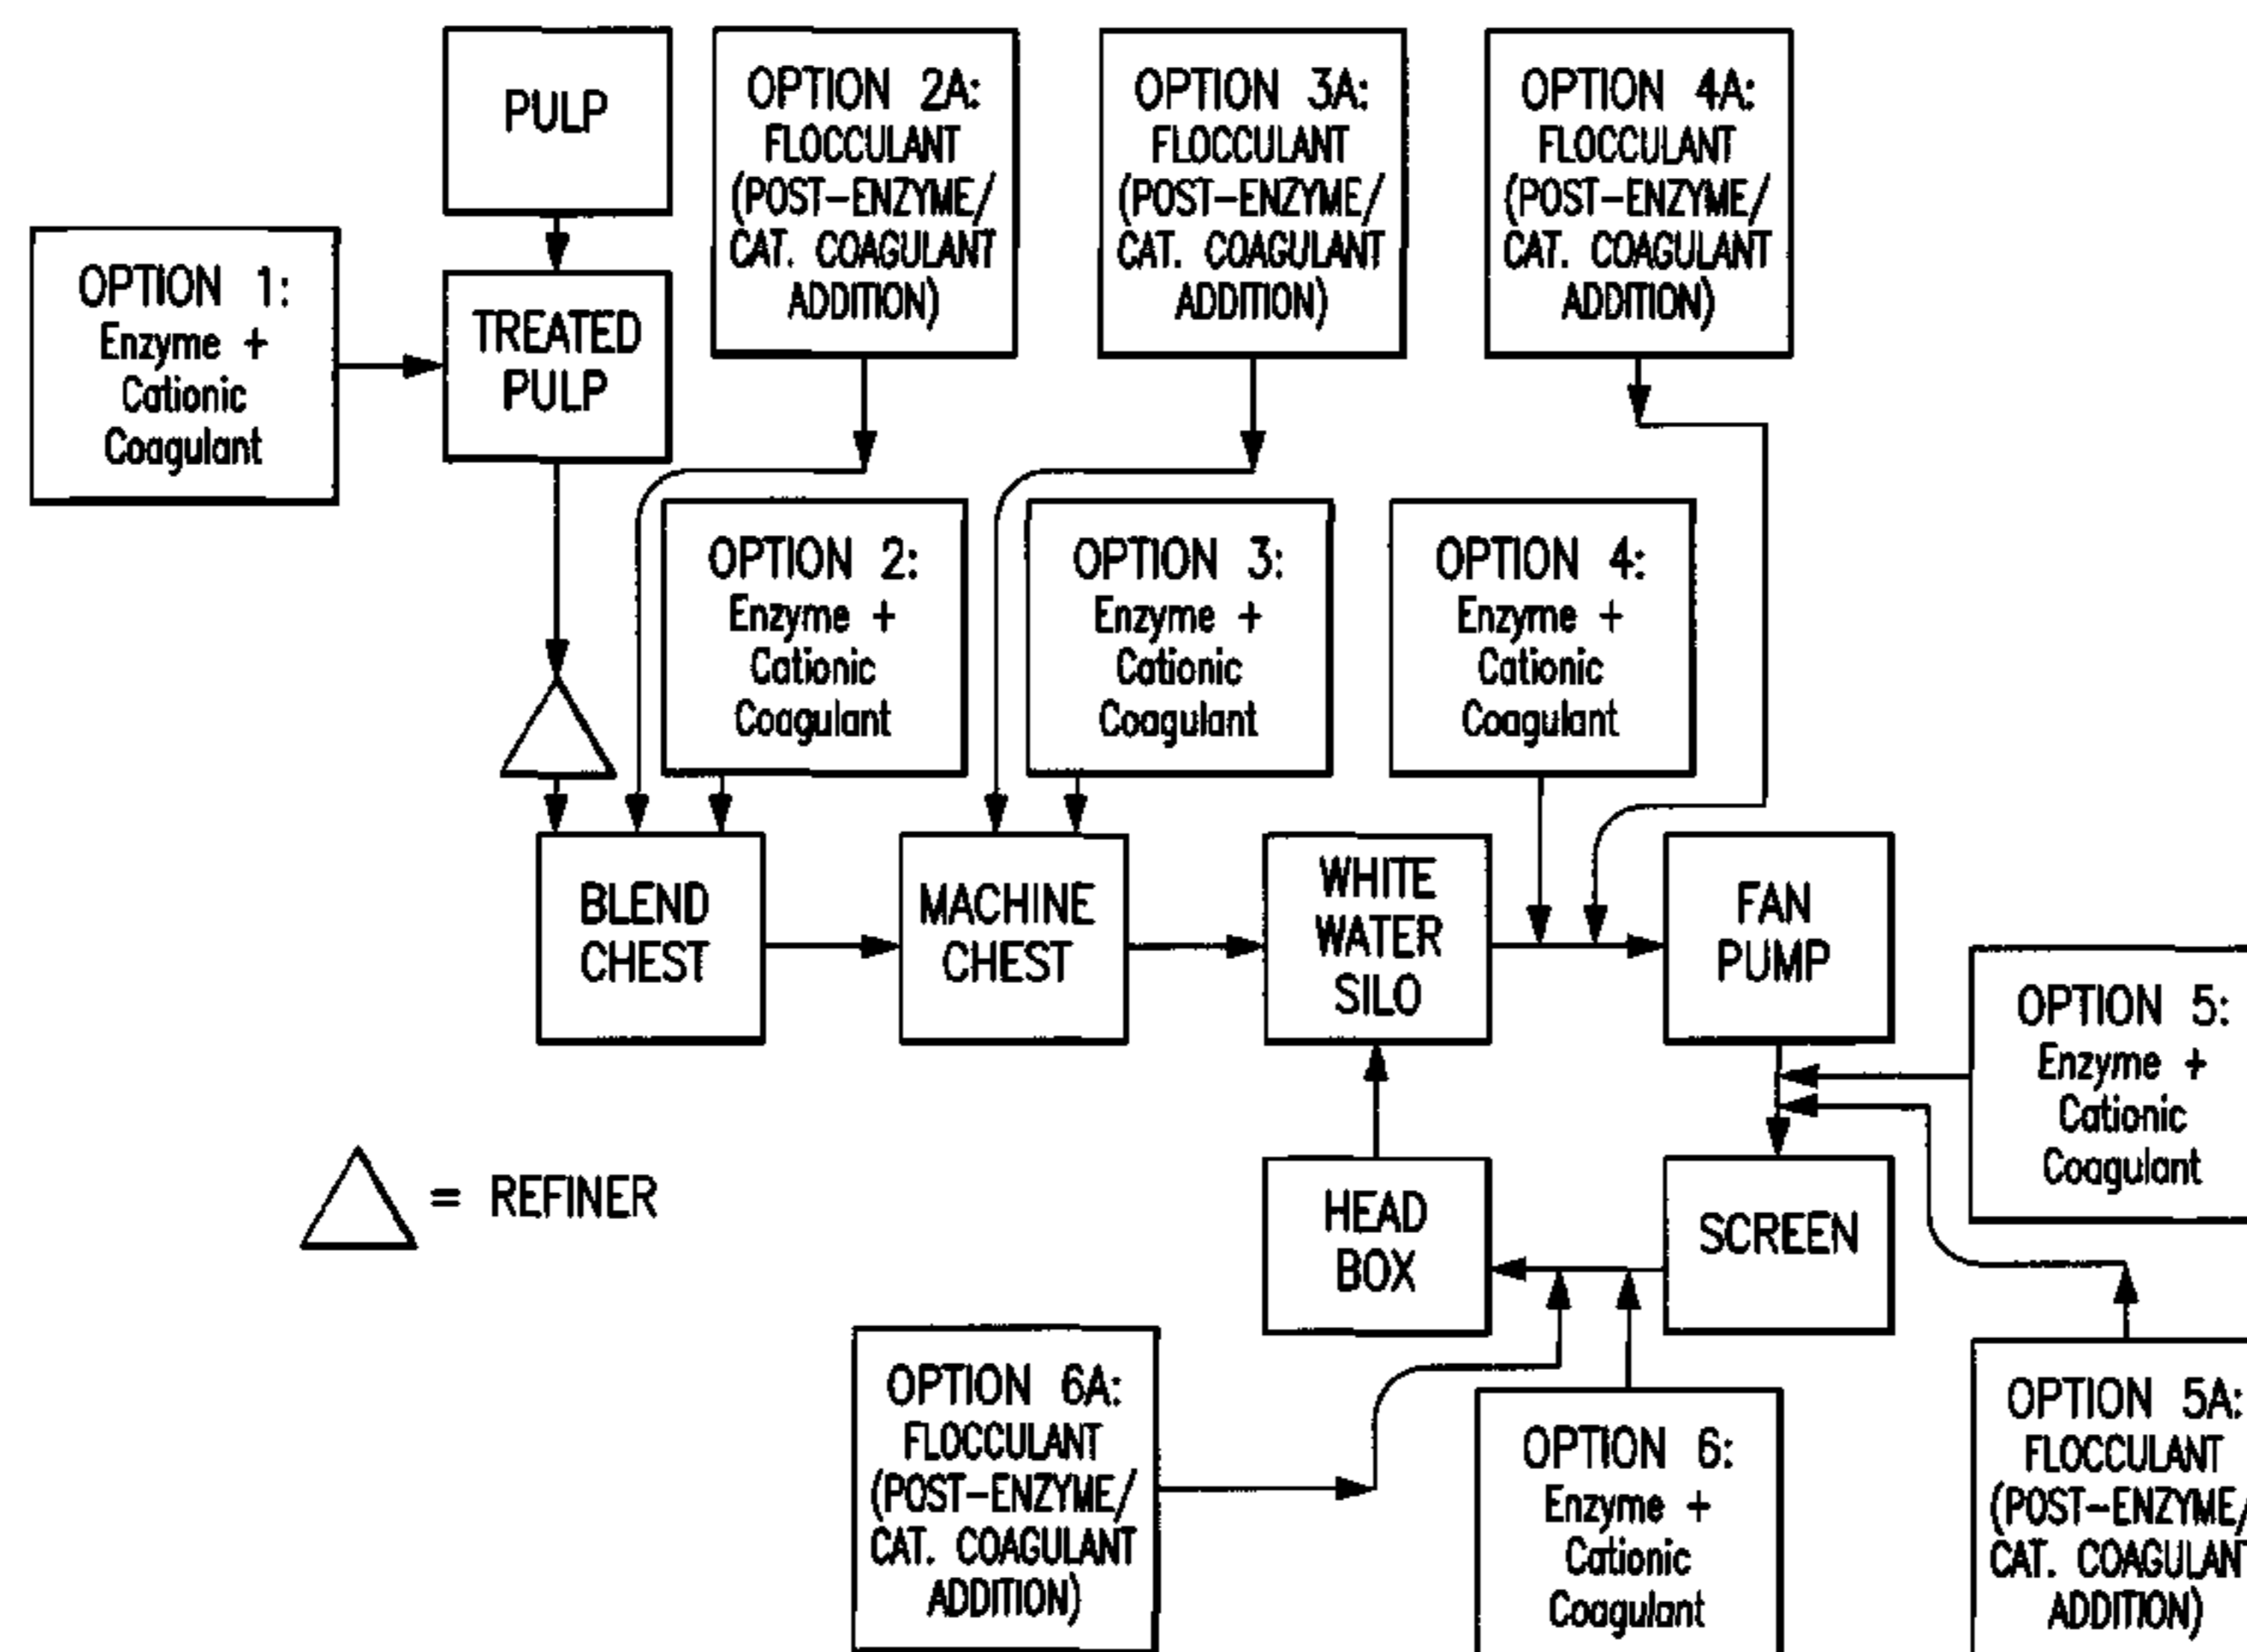 PULP
OPTION 2A:
FLOCCULANT
(POST-ENZYME/
CAT. COAGULANT
ADDITION)
OPTION 3A:
FLOCCULANT
(POST-ENZYME/
CAT. COAGULANT
ADDITION)
OPTION 4A:
FLOCCULANT
(POST-ENZYME/
CAT. COAGULANT
ADDITION)
OPTION 1:
Enzyme +
Cationic
Coagulant
TREATED
PULP
OPTION 2:
Enzyme +
Cationic
Coagulant
OPTION 3:
Enzyme +
Cationic
Coagulant
OPTION 4:
Enzyme +
Cationic
Coagulant
BLEND
CHEST
MACHINE
CHEST
WHITE
WATER
SILO
FAN
PUMP
OPTION 5:
Enzyme +
Cationic
Coagulant
= REFINER
HEAD
BOX
SCREEN
OPTION 6A:
FLOCCULANT
(POST-ENZYME/
CAT. COAGULANT
ADDITION)
OPTION 6:
Enzyme +
Cationic
Coagulant
OPTION 5A:
FLOCCULANT
(POST-ENZYME/
CAT. COAGULANT
ADDITION)